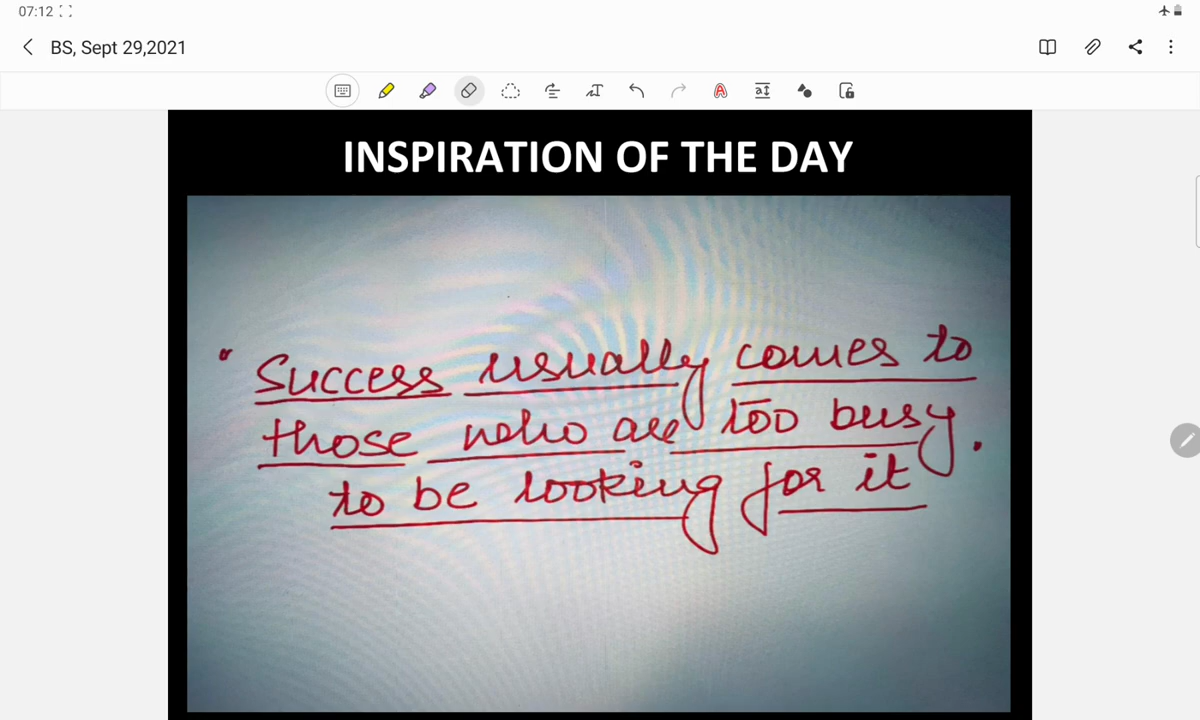 07:12
BS, Sept 29,2021
INSPIRATION OF THE DAY
" Success usually comes to
those who are too busy.
to be looking for it